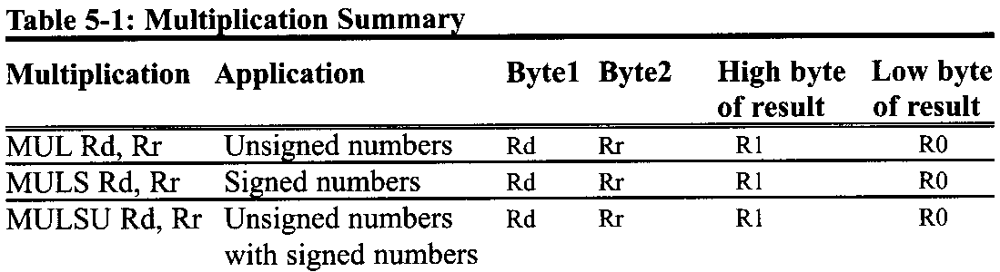 Table 5-1: Multiplication Summary
Multiplication Application Byte1 Byte2 High byte Low byte
of result of result
MUL Rd, Rr Unsigned numbers Rd Rr R1 R0
MULS Rd, Rr Signed numbers Rd Rr R1 R0
MULSU Rd, Rr Unsigned numbers Rd Rr R1 R0
with signed numbers